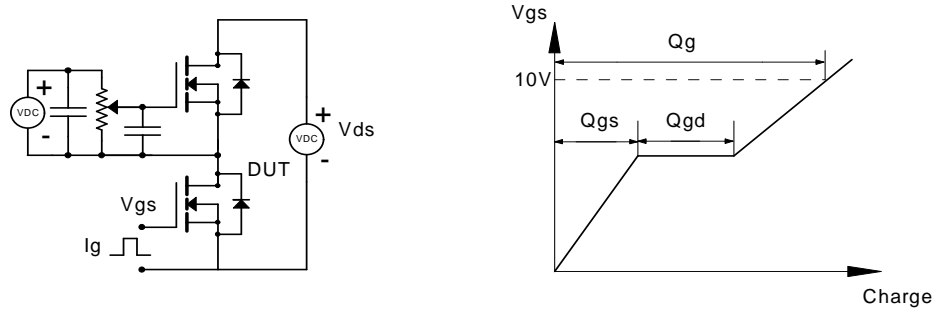 +
VDC
-
+
VDC
-
Vds
DUT
Vgs
Ig
Vgs
Qg
10V
Qgs
Qgd
Charge